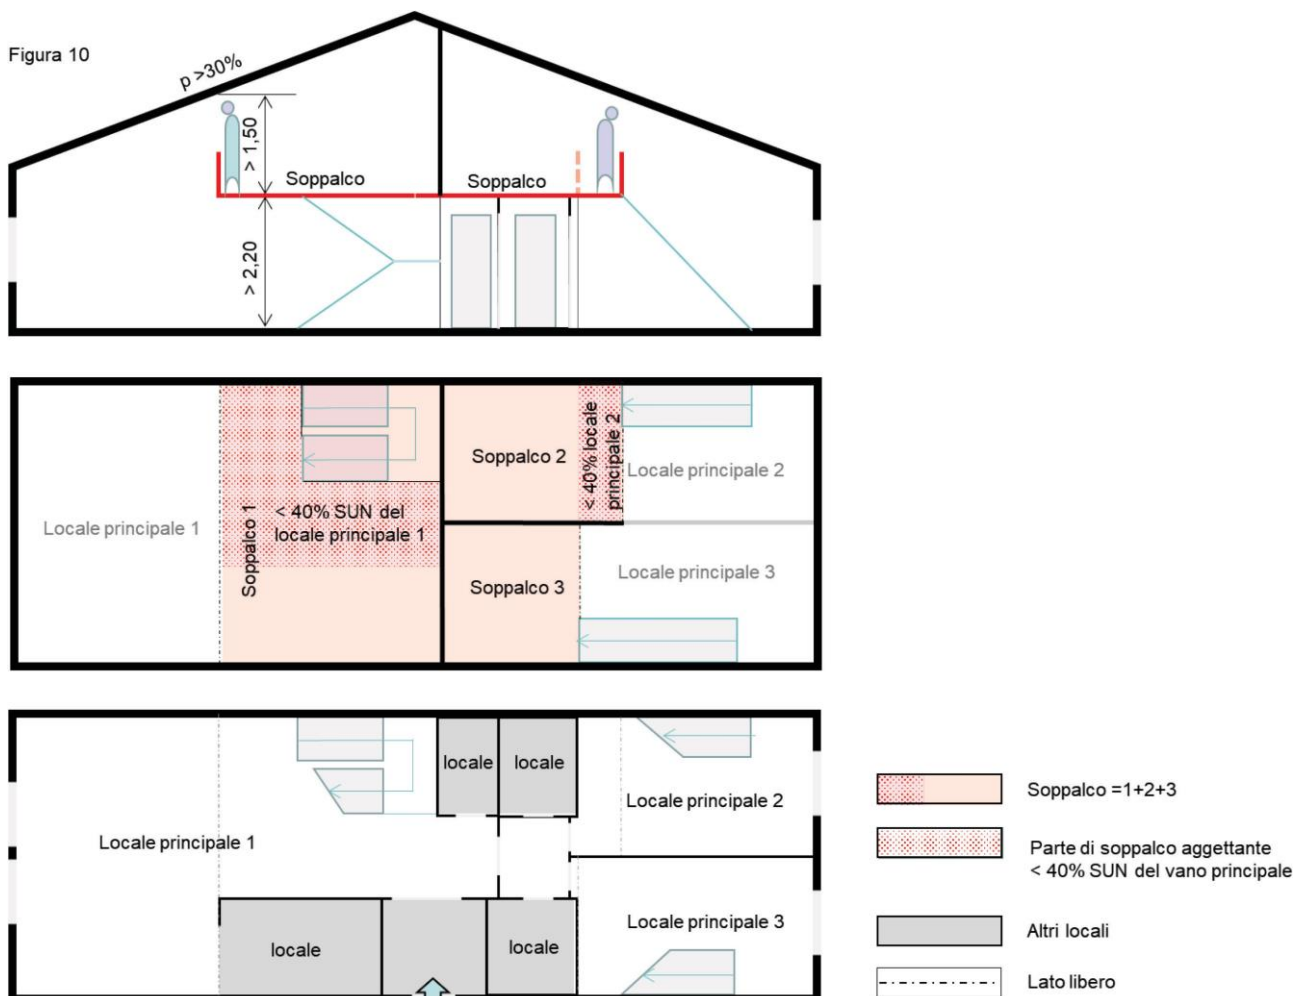 Figura 10
p >30%
> 1,50
Soppalco
Soppalco
> 2,20
Locale principale 1
Soppalco 1
< 40% SUN del
locale principale 1
Soppalco 2
< 40% locale
principale 2
Locale principale 2
Soppalco 3
Locale principale 3
locale
locale
Locale principale 2
Locale principale 1
Locale principale 3
locale
locale
Soppalco =1+2+3
Parte di soppalco aggettante
< 40% SUN del vano principale
Altri locali
Lato libero